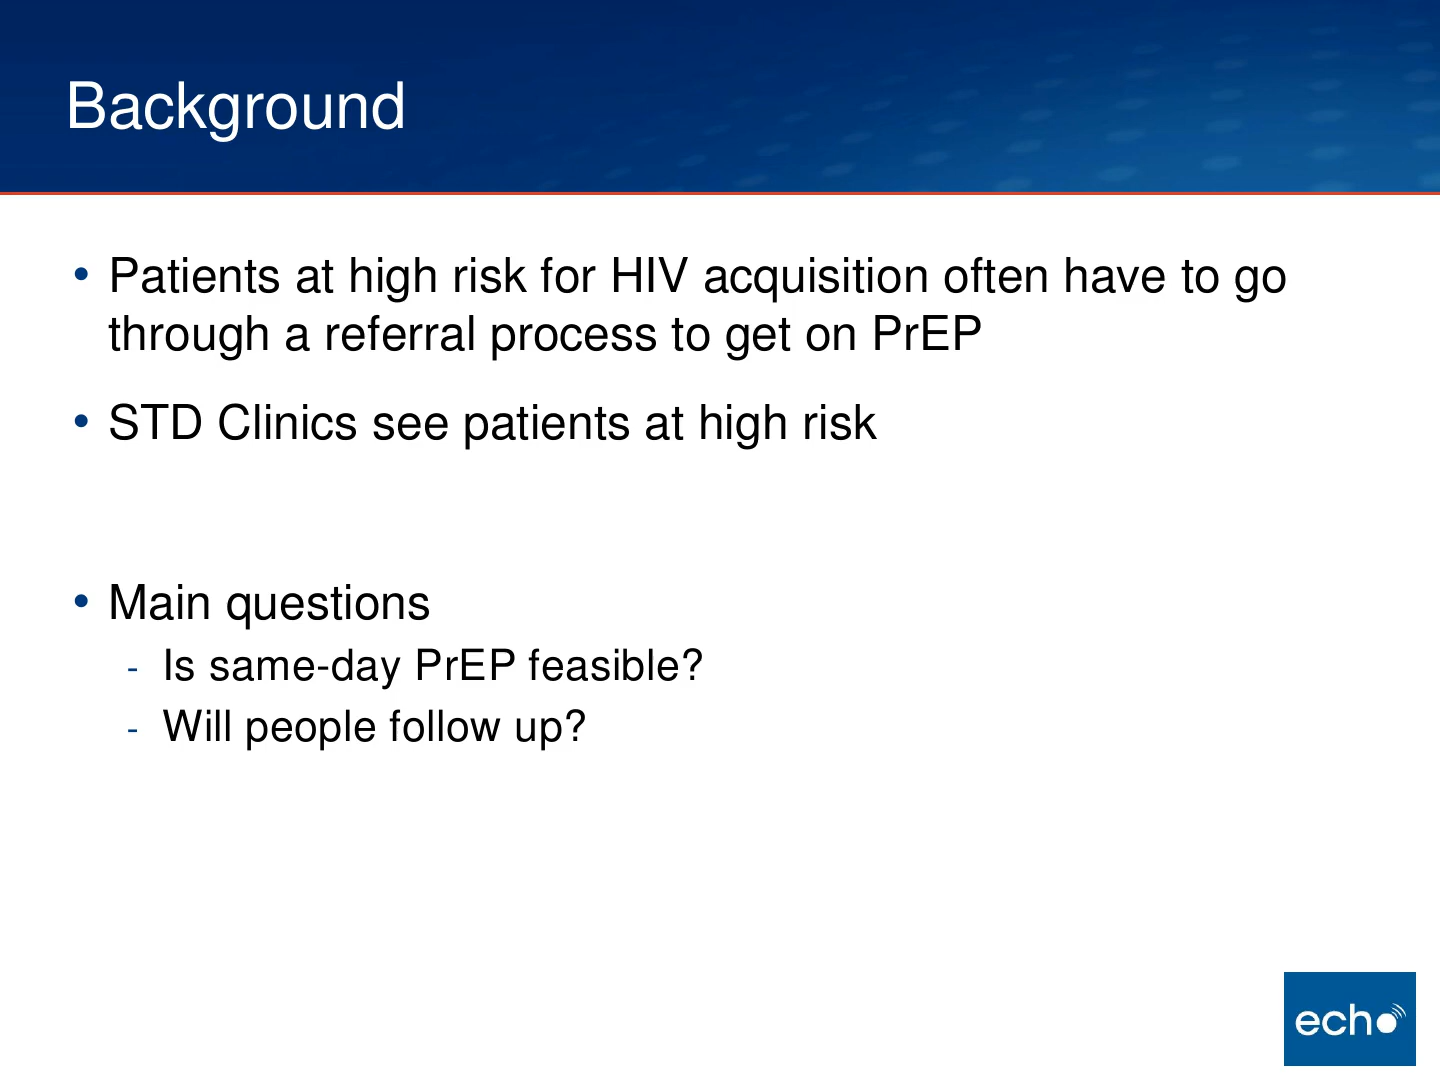 Background
• Patients at high risk for HIV acquisition often have to go
through a referral process to get on PrEP
• STD Clinics see patients at high risk
• Main questions
- Is same-day PrEP feasible?
- Will people follow up?
echo